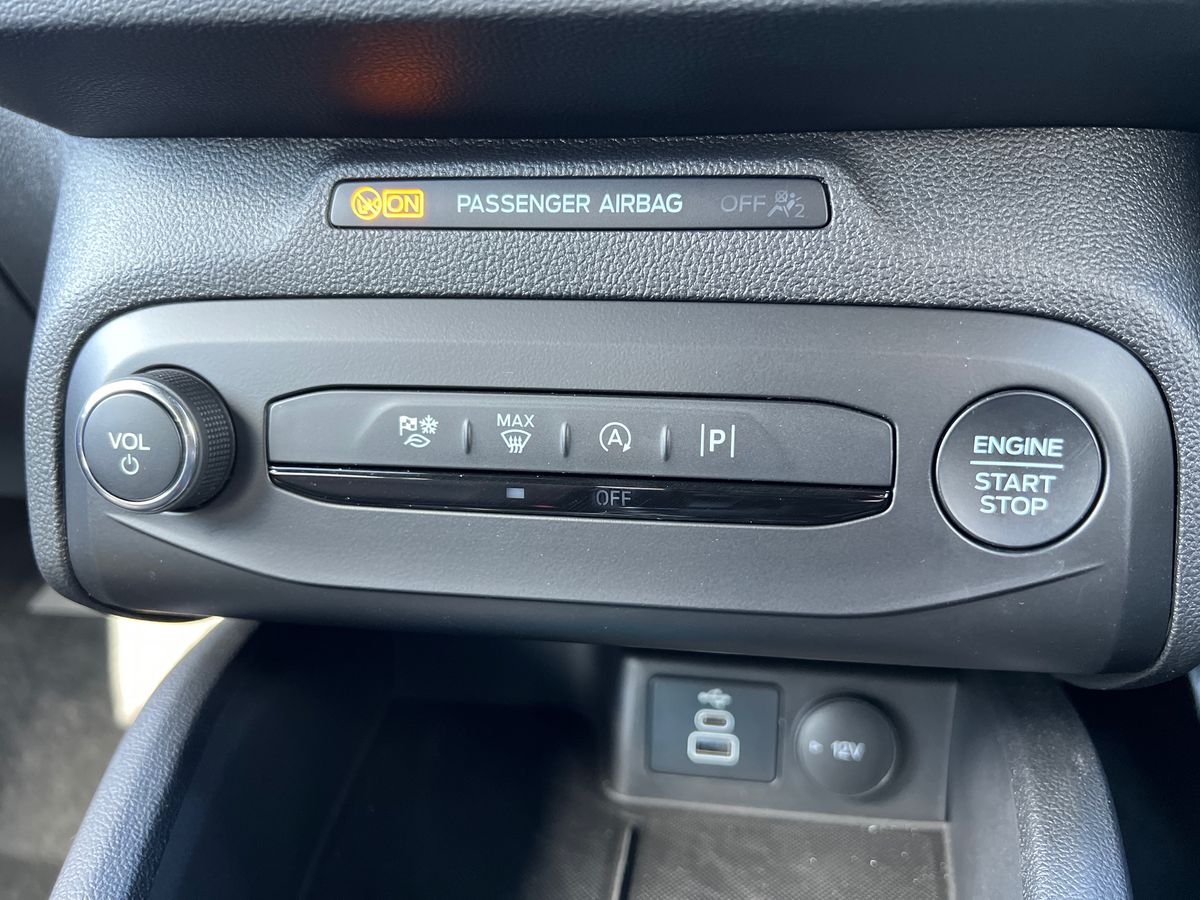 ON PASSENGER AIRBAG OFF 2
VOL
MAX
A
P
OFF
ENGINE
START
STOP
12V